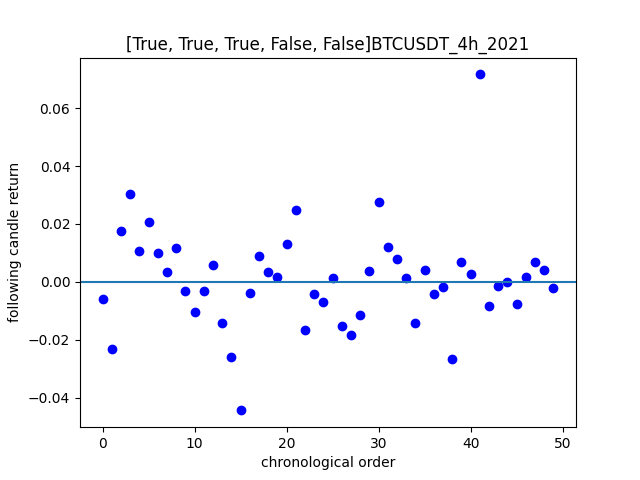 [True, True, True, False, False]BTCUSDT_4h_2021
following candle return
0.06
0.04
0.02
0.00
−0.02
−0.04
0 10 20 30 40 50
chronological order